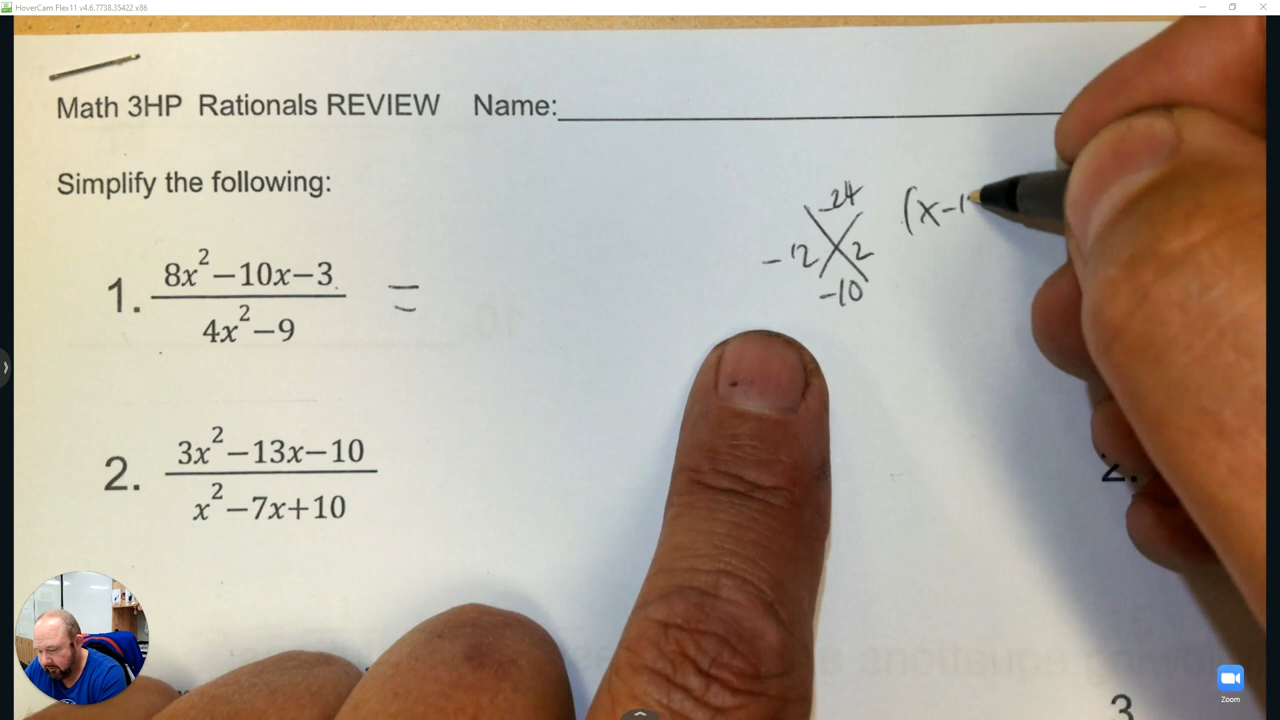 HoverCam Flex11 v4.6.7738.35422 x86
Math 3HP Rationals REVIEW Name:
Simplify the following:
1. 8x²−10x−3 / 4x²−9 =
-24
-12 2
-10
(x-1
2. 3x²−13x−10 / x²−7x+10
2.
3
Zoom